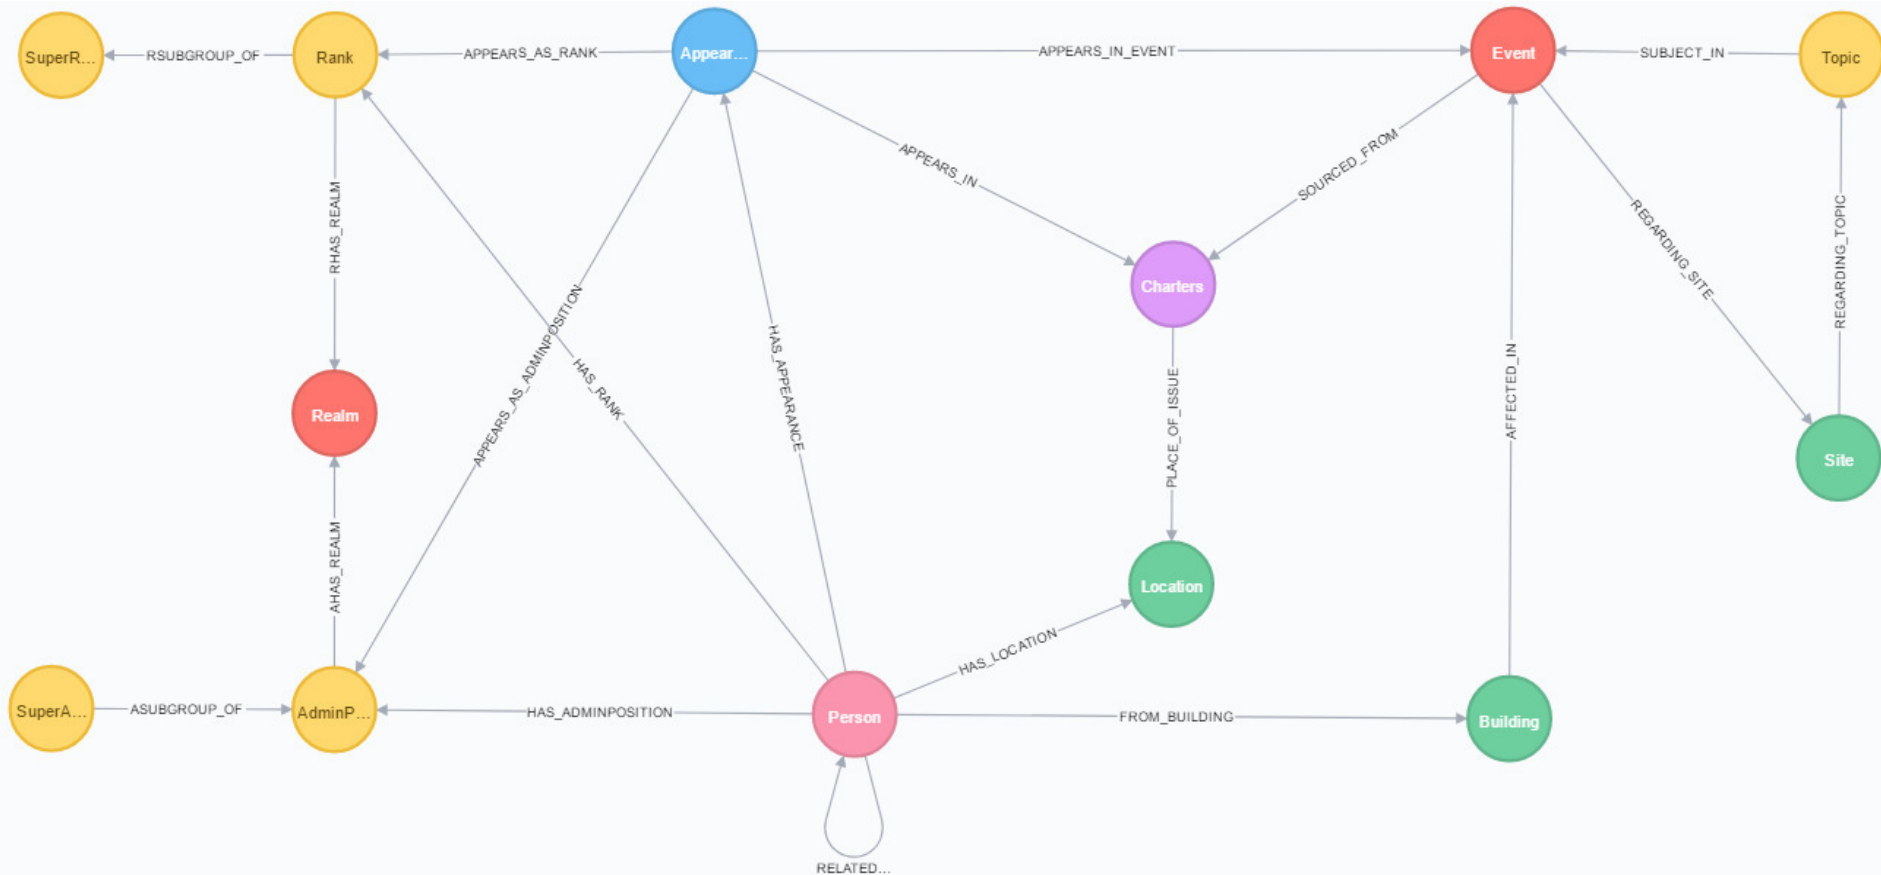 SuperR...
RSUBGROUP_OF
Rank
APPEARS_AS_RANK
Appear...
APPEARS_IN_EVENT
Event
SUBJECT_IN
Topic
APPEARS_IN
SOURCED_FROM
RHAS_REALM
REGARDING_SITE
REGARDING_TOPIC
Charters
APPEARS_AS_ADMINPOSITION
HAS_RANK
HAS_APPEARANCE
PLACE_OF_ISSUE
AFFECTED_IN
Realm
Site
AHAS_REALM
Location
HAS_LOCATION
SuperA...
ASUBGROUP_OF
AdminP...
HAS_ADMINPOSITION
Person
FROM_BUILDING
Building
RELATED...